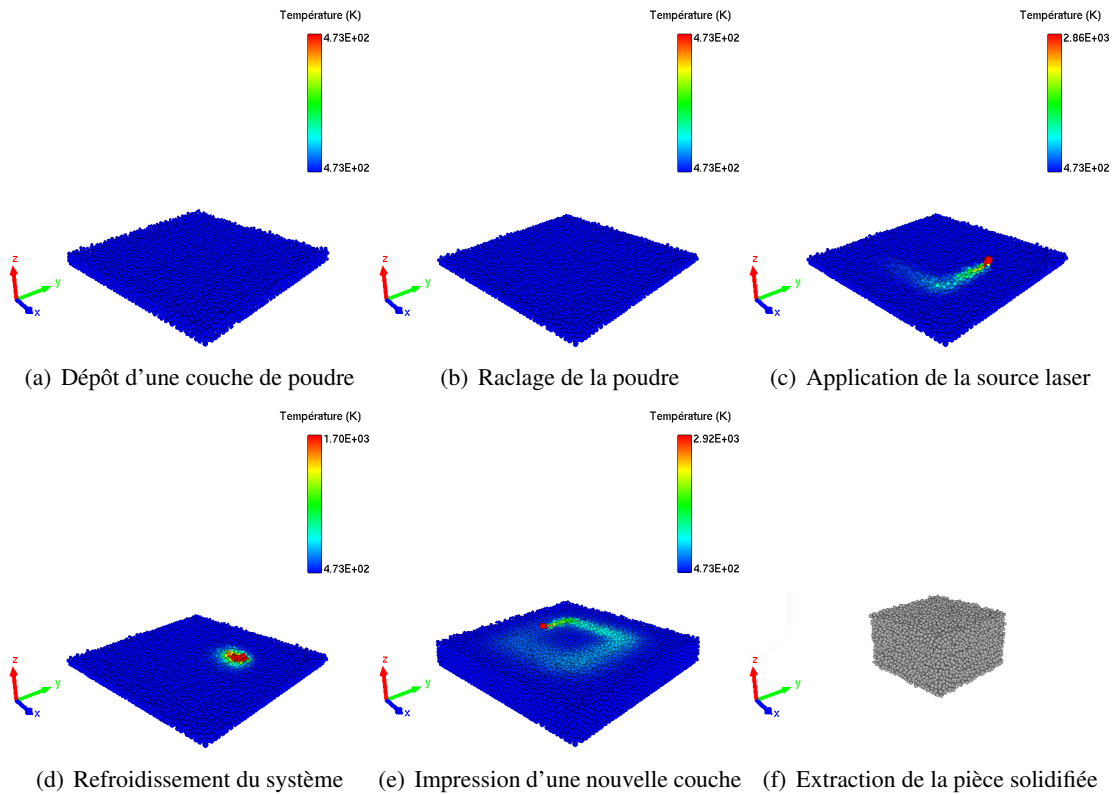 Température (K)
4.73E+02
4.73E+02
z
y
x
(a) Dépôt d'une couche de poudre
Température (K)
4.73E+02
4.73E+02
z
y
x
(b) Raclage de la poudre
Température (K)
2.86E+03
4.73E+02
z
y
x
(c) Application de la source laser
Température (K)
1.70E+03
4.73E+02
z
y
x
(d) Refroidissement du système
Température (K)
2.92E+03
4.73E+02
z
y
x
(e) Impression d'une nouvelle couche
z
y
x
(f) Extraction de la pièce solidifiée